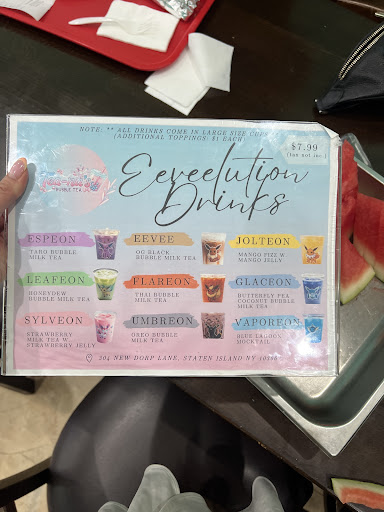 NOTE: ** ALL DRINKS COME IN LARGE SIZE CUPS
(ADDITIONAL TOPPINGS: $1 EACH)
$7.99
(tax not inc.)
BUBBLE TEA
Eeveelution
Drinks
ESPEON
TARO BUBBLE
MILK TEA
EEVEE
OG BLACK
BUBBLE MILK TEA
JOLTEON
MANGO FIZZ W.
MANGO JELLY
LEAFEON
HONEYDEW
BUBBLE MILK TEA
FLAREON
THAI BUBBLE
MILK TEA
GLACEON
BUTTERFLY PEA
COCONUT BUBBLE
MILK TEA
SYLVEON
STRAWBERRY
MILK TEA W.
STRAWBERRY JELLY
UMBREON
OREO BUBBLE
MILK TEA
VAPOREON
BLUE LAGOON
MOCKTAIL
204 NEW DORP LANE, STATEN ISLAND NY 10306